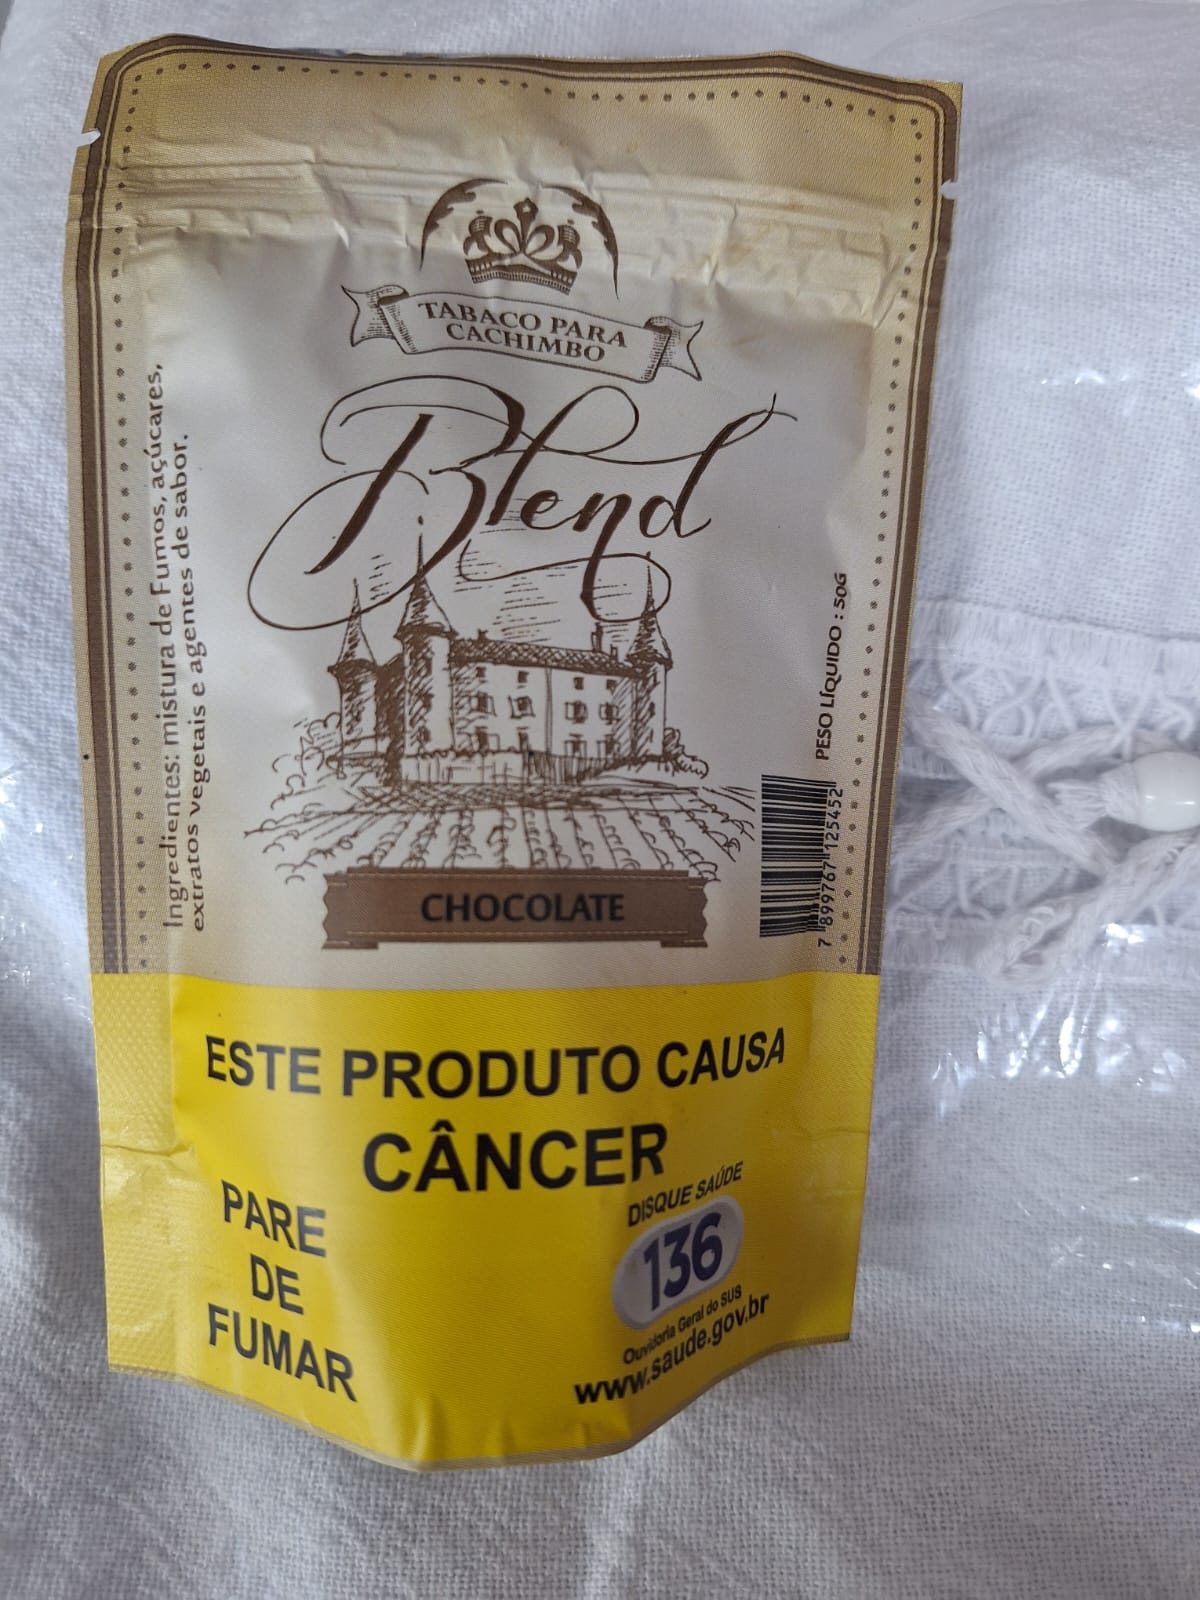 TABACO PARA
CACHIMBO
Blend
Ingredientes: mistura de Fumos, açúcares,
extratos vegetais e agentes de sabor.
PESO LÍQUIDO : 50G
7 899767 125452
CHOCOLATE
ESTE PRODUTO CAUSA
CÂNCER
PARE
DE
FUMAR
DISQUE SAÚDE
136
Ouvidoria Geral do SUS
www.saude.gov.br